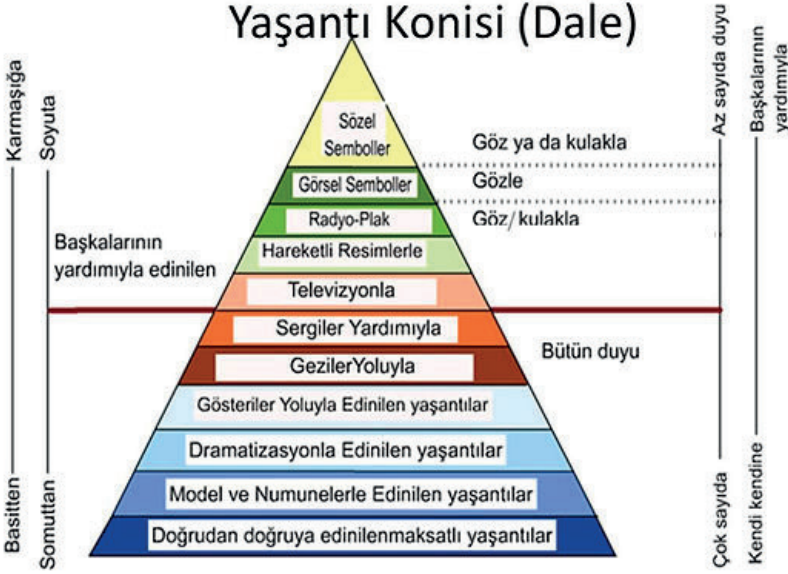 Yaşantı Konisi (Dale)
Karmaşığa
Soyuta
Az sayıda duyu
Başkalarının
yardımıyla
Sözel
Semboller
Göz ya da kulakla
Görsel Semboller
Gözle
Radyo-Plak
Göz/ kulakla
Başkalarının
yardımıyla edinilen
Hareketli Resimlerle
Televizyonla
Sergiler Yardımıyla
Bütün duyu
GezilerYoluyla
Gösteriler Yoluyla Edinilen yaşantılar
Dramatizasyonla Edinilen yaşantılar
Model ve Numunelerle Edinilen yaşantılar
Doğrudan doğruya edinilenmaksatlı yaşantılar
Basitten
Somuttan
Çok sayıda
Kendi kendine